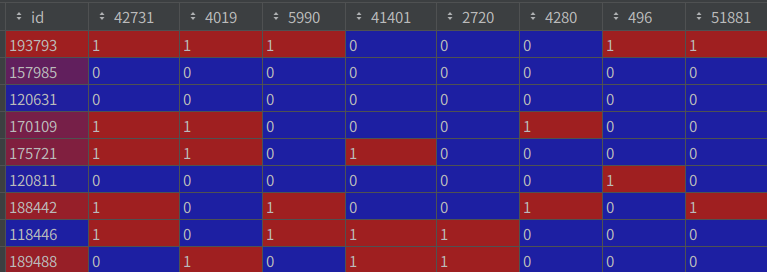 id 42731 4019 5990 41401 2720 4280 496 51881
193793 1 1 1 0 0 0 1 1
157985 0 0 0 0 0 0 0 0
120631 0 0 0 0 0 0 0 0
170109 1 1 0 0 0 1 0 0
175721 1 1 0 1 0 0 0 0
120811 0 0 0 0 0 0 1 0
188442 1 0 1 0 0 1 0 1
118446 1 0 1 1 1 0 0 0
189488 0 1 0 1 1 0 0 0